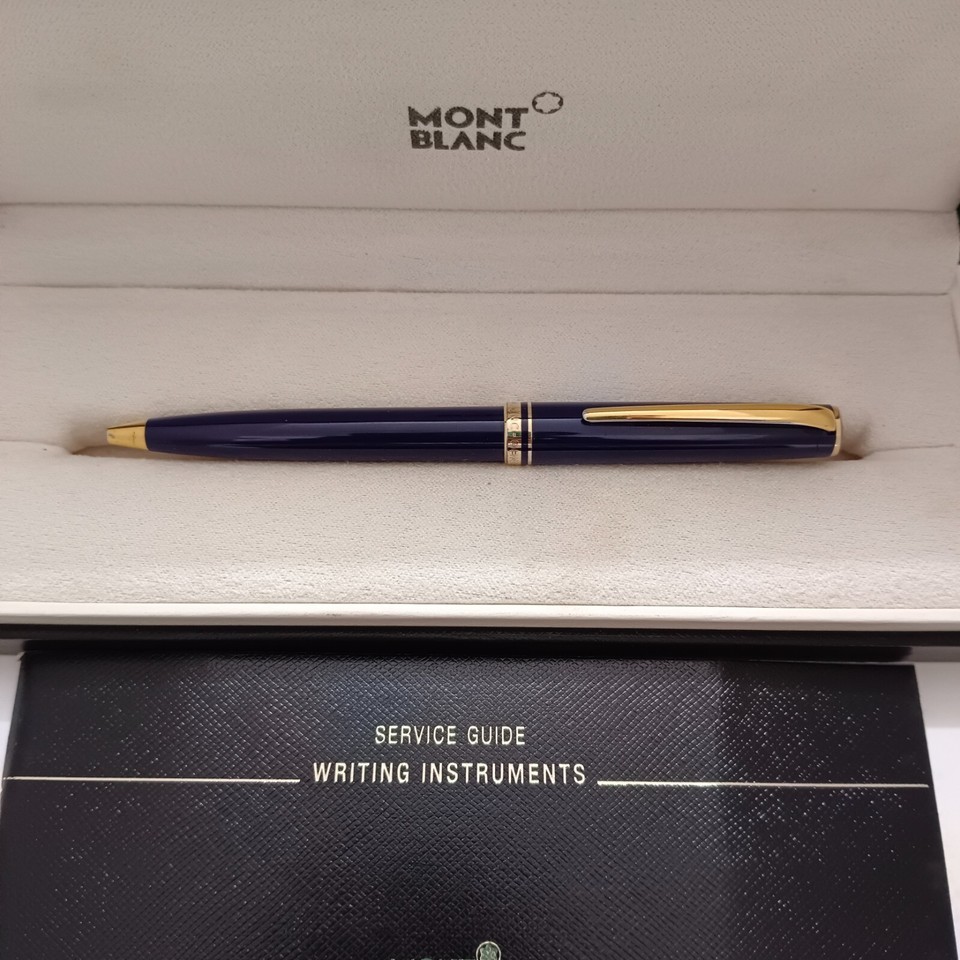 MONT
BLANC
SERVICE GUIDE
WRITING INSTRUMENTS